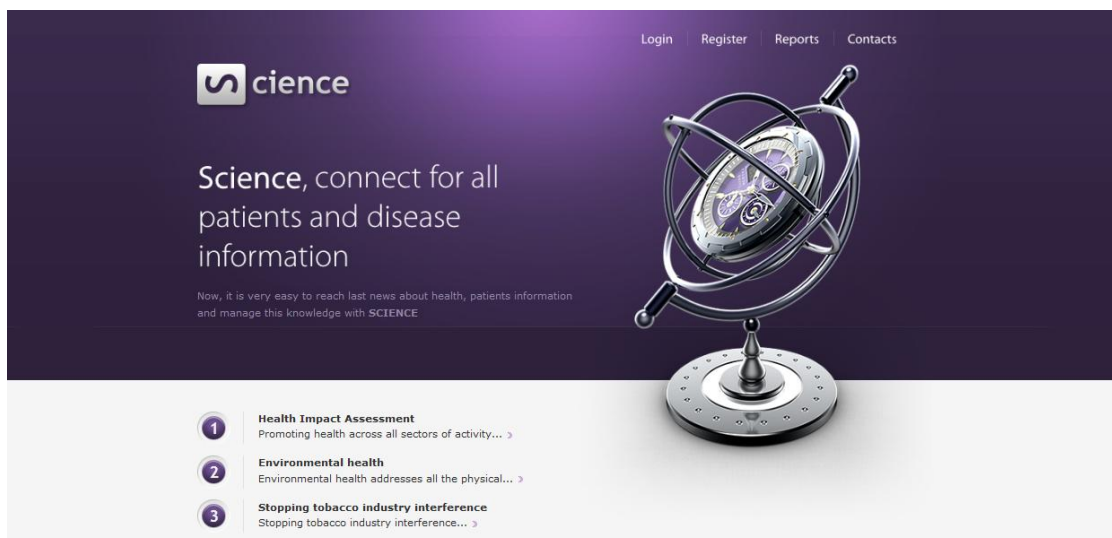 Login Register Reports Contacts
S cience
Science, connect for all
patients and disease
information
Now, it is very easy to reach last news about health, patients information
and manage this knowledge with SCIENCE
1 Health Impact Assessment
Promoting health across all sectors of activity...
2 Environmental health
Environmental health addresses all the physical...
3 Stopping tobacco industry interference
Stopping tobacco industry interference...